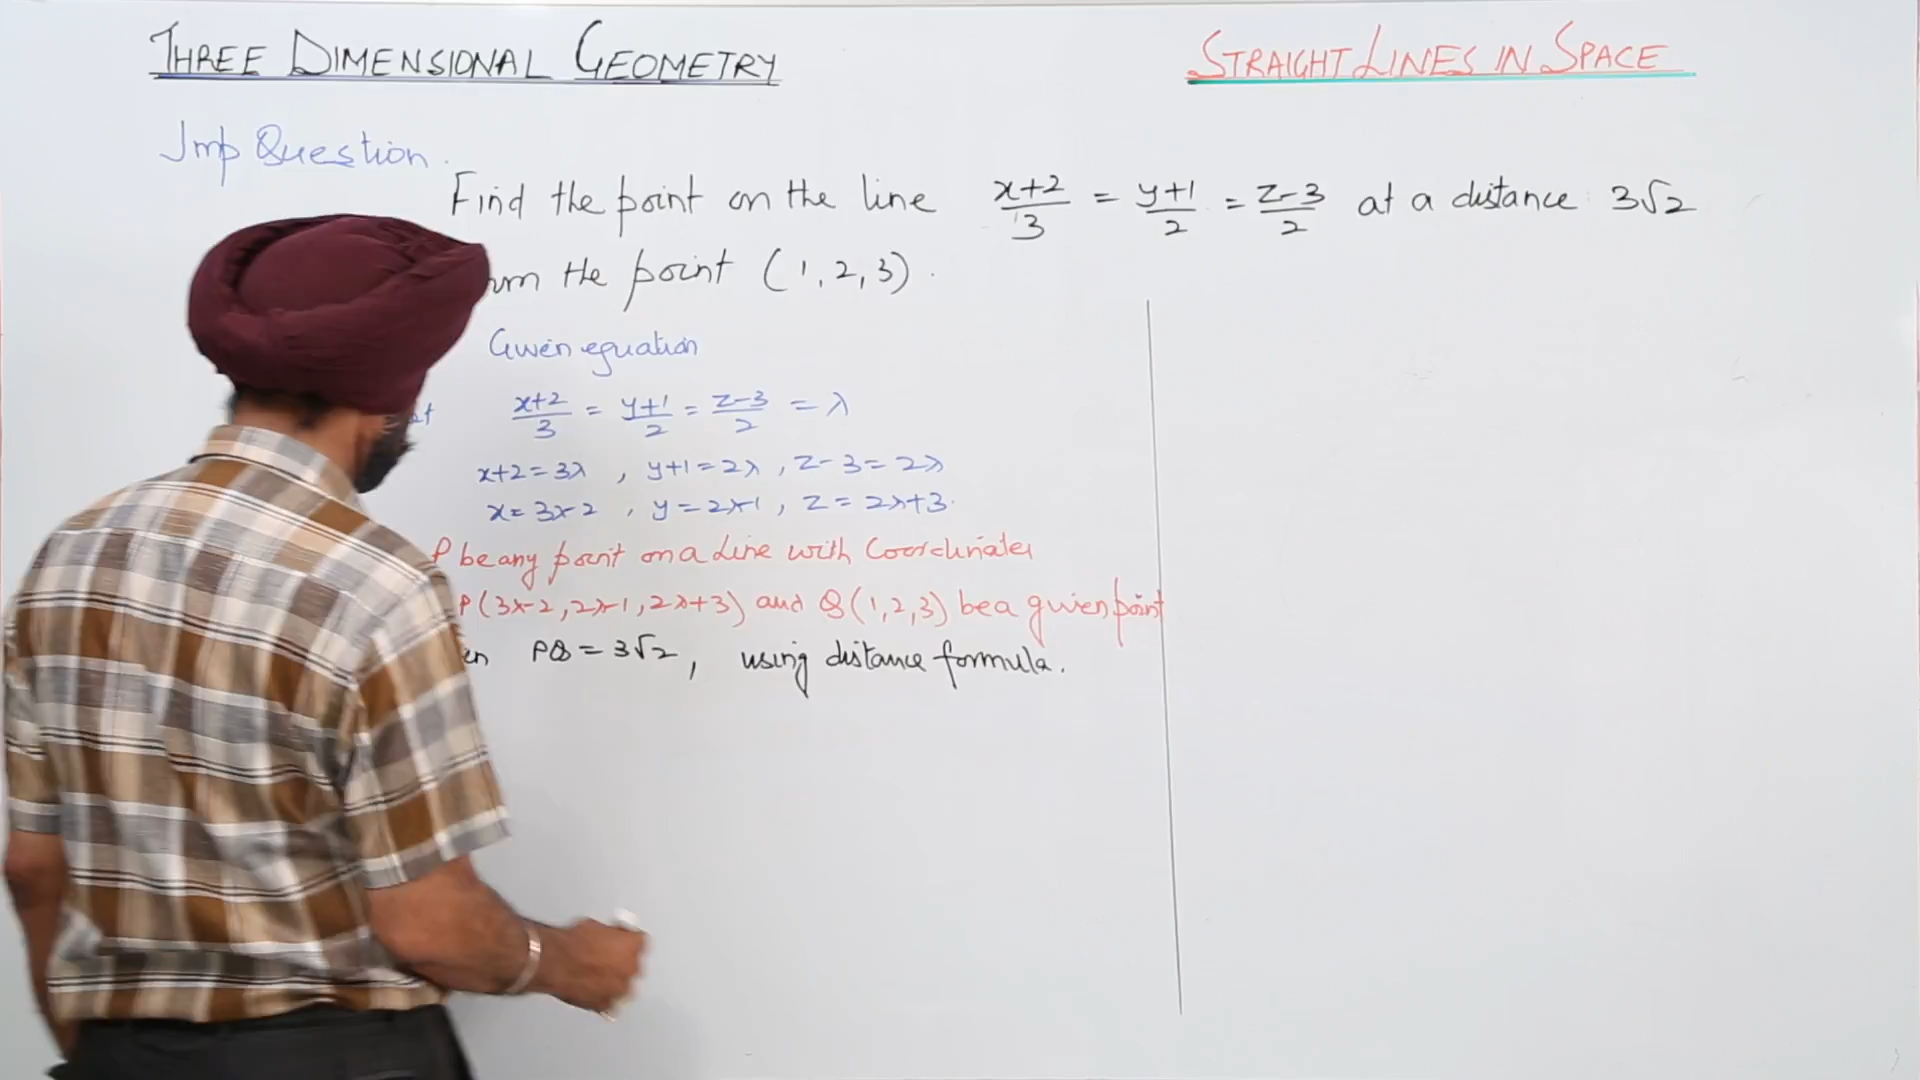 THREE DIMENSIONAL GEOMETRY
STRAIGHT LINES IN SPACE
Imp Question.
Find the point on the line (x+2)/3 = (y+1)/2 = (z-3)/2 at a distance 3√2
the point (1, 2, 3).
Given equation
(x+2)/3 = (y+1)/2 = (z-3)/2 = λ
x+2=3λ, y+1=2λ, z-3=2λ
x=3λ-2, y=2λ-1, z=2λ+3.
P be any point on a line with Coordinates
P(3λ-2, 2λ-1, 2λ+3) and Q(1,2,3) be a given point
PQ=3√2, using distance formula.